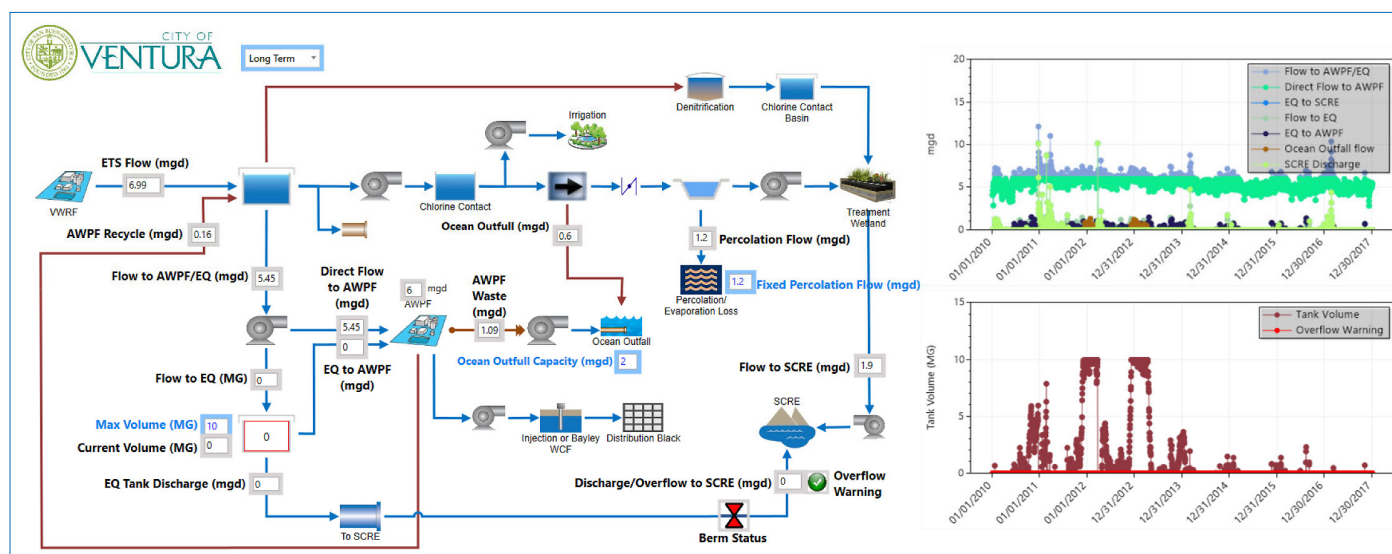 CITY OF
VENTURA
Long Term
ETS Flow (mgd)
6.99
VWRF
AWPF Recycle (mgd)
0.16
Flow to AWPF/EQ (mgd)
5.45
Denitrification
Chlorine Contact
Basin
Irrigation
Chlorine Contact
Ocean Outfull (mgd)
0.6
Treatment
Wetland
1.2
Percolation Flow (mgd)
Percolation/
Evaporation Loss
1.2
Fixed Percolation Flow (mgd)
Direct Flow
to AWPF
(mgd)
5.45
0
EQ to AWPF
(mgd)
6
mgd
AWPF
AWPF
Waste
(mgd)
1.09
Ocean Outfull
Ocean Outfull Capacity (mgd)
2
Flow to EQ (MG)
0
Max Volume (MG)
10
Current Volume (MG)
0
0
EQ Tank Discharge (mgd)
0
To SCRE
Injection or Bayley
WCF
Distribution Black
Flow to SCRE (mgd)
1.9
SCRE
Discharge/Overflow to SCRE (mgd)
0
Overflow
Warning
Berm Status
20
15
10
5
0
mgd
Flow to AWPF/EQ
Direct Flow to AWPF
EQ to SCRE
Flow to EQ
EQ to AWPF
Ocean Outfall flow
SCRE Discharge
01/01/2010
01/01/2011
01/01/2012
12/31/2012
12/31/2013
12/31/2014
12/31/2015
12/30/2016
12/30/2017
15
10
5
0
Tank Volume (MG)
Tank Volume
Overflow Warning
01/01/2010
01/01/2011
01/01/2012
12/31/2012
12/31/2013
12/31/2014
12/31/2015
12/30/2016
12/30/2017